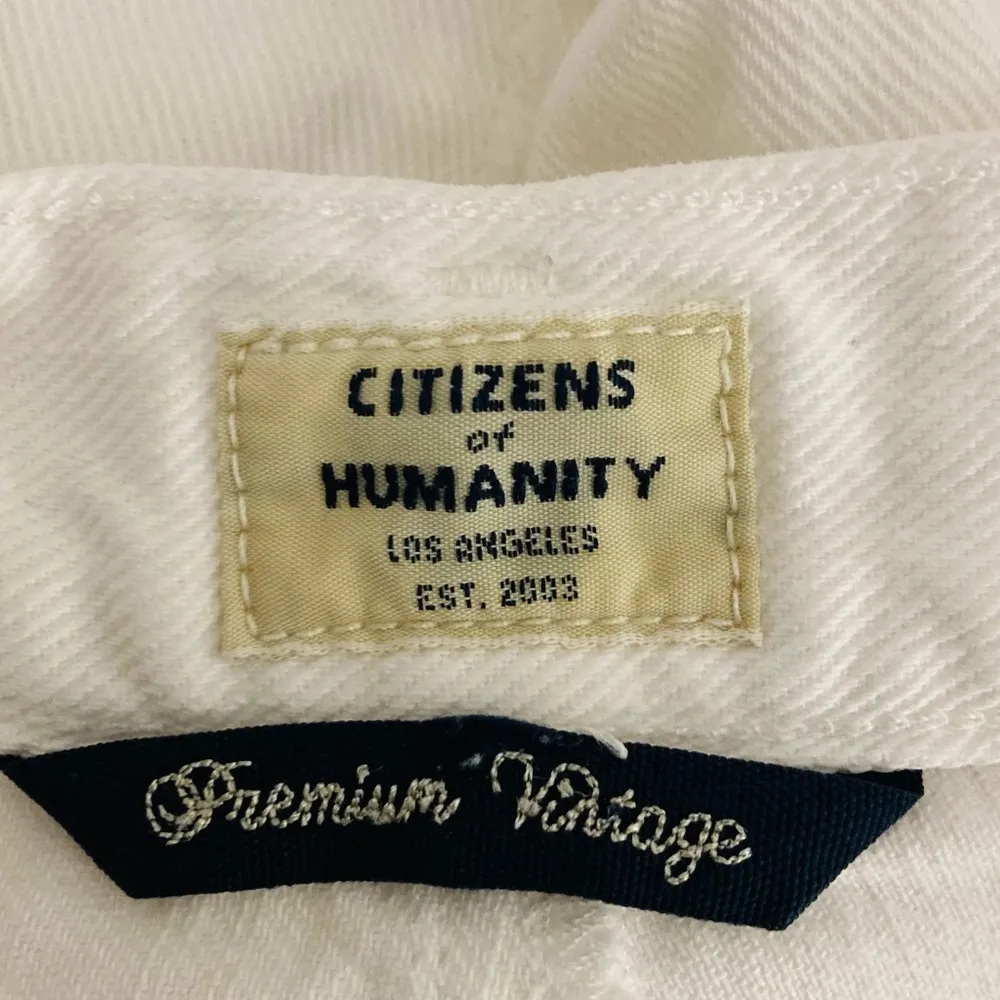 CITIZENS
of
HUMANITY
LOS ANGELES
EST. 2003
Premium Vintage